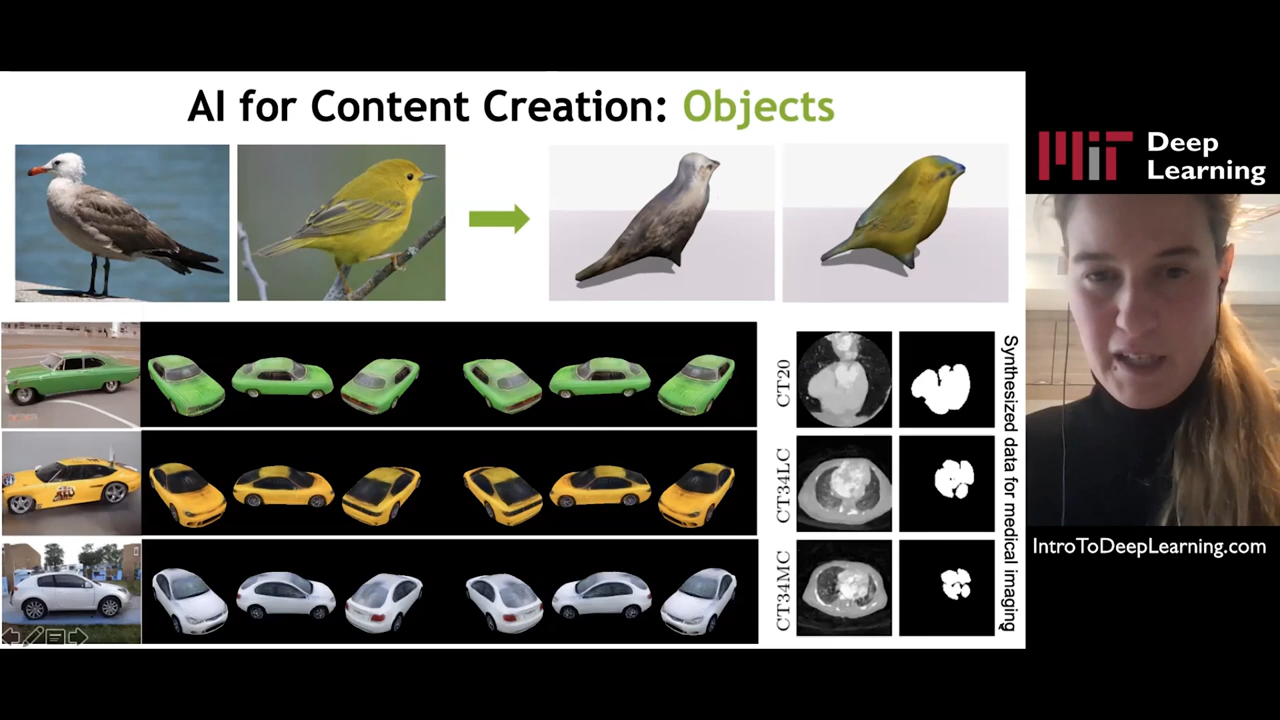 AI for Content Creation: Objects
CT20
CT34LC
CT34MC
Synthesized data for medical imaging
MIT
Deep
Learning
IntroToDeepLearning.com